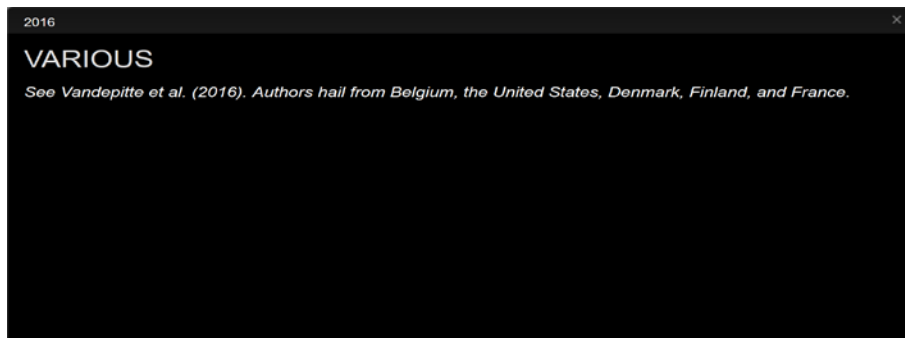 2016
VARIOUS
See Vandepitte et al. (2016). Authors hail from Belgium, the United States, Denmark, Finland, and France.